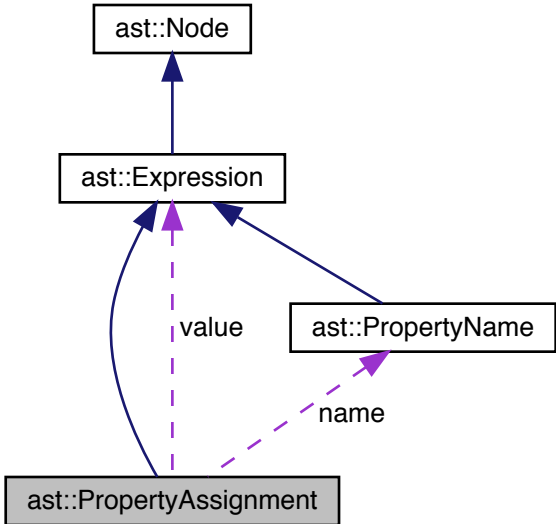 ast::Node
ast::Expression
value
ast::PropertyName
name
ast::PropertyAssignment